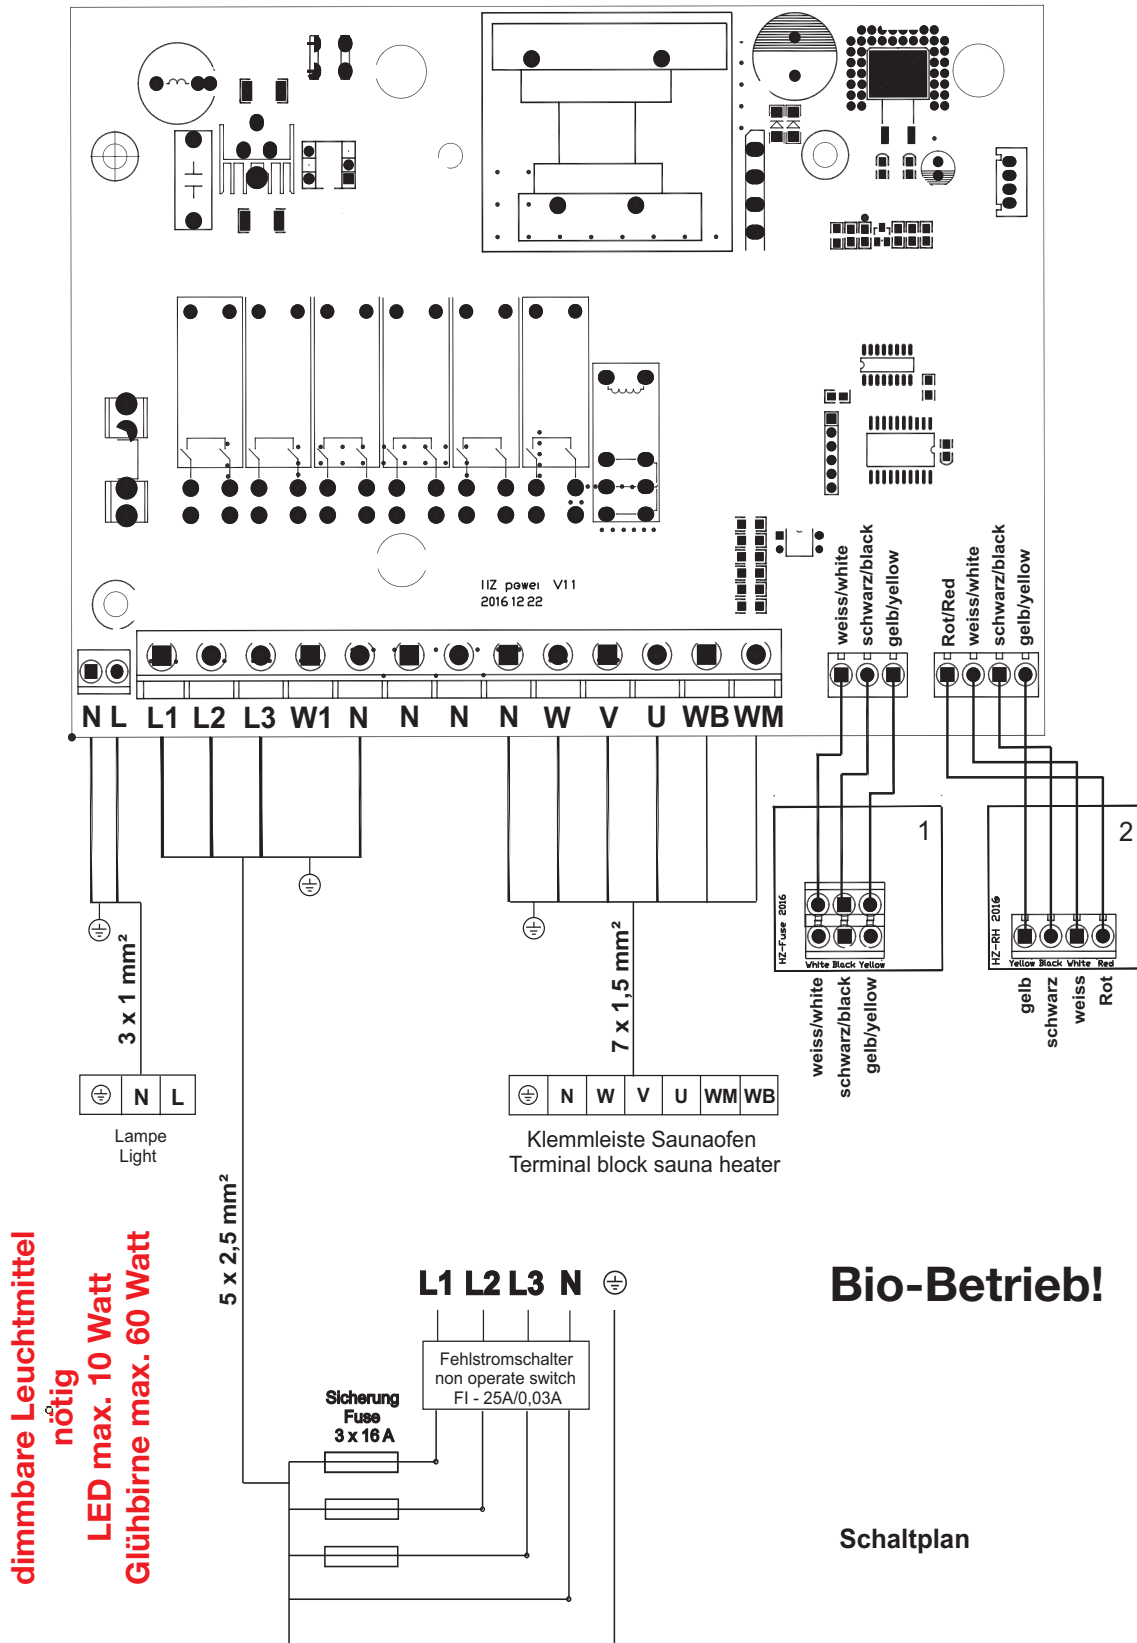 IIZ power V11
2016 12 22
weiss/white
schwarz/black
gelb/yellow
Rot/Red
weiss/white
schwarz/black
gelb/yellow
N L L1 L2 L3 W1 N N N N W V U WB WM
1
2
HZ-Fuse 2016
White Black Yellow
HZ-RH 2016
Yellow Black White Red
weiss/white
schwarz/black
gelb/yellow
gelb
schwarz
weiss
Rot
3 x 1 mm²
7 x 1,5 mm²
N L
Lampe
Light
N W V U WM WB
Klemmleiste Saunaofen
Terminal block sauna heater
5 x 2,5 mm²
dimmbare Leuchtmittel
nötig
LED max. 10 Watt
Glühbirne max. 60 Watt
L1 L2 L3 N
Fehlstromschalter
non operate switch
FI - 25A/0,03A
Sicherung
Fuse
3 x 16 A
Bio-Betrieb!
Schaltplan